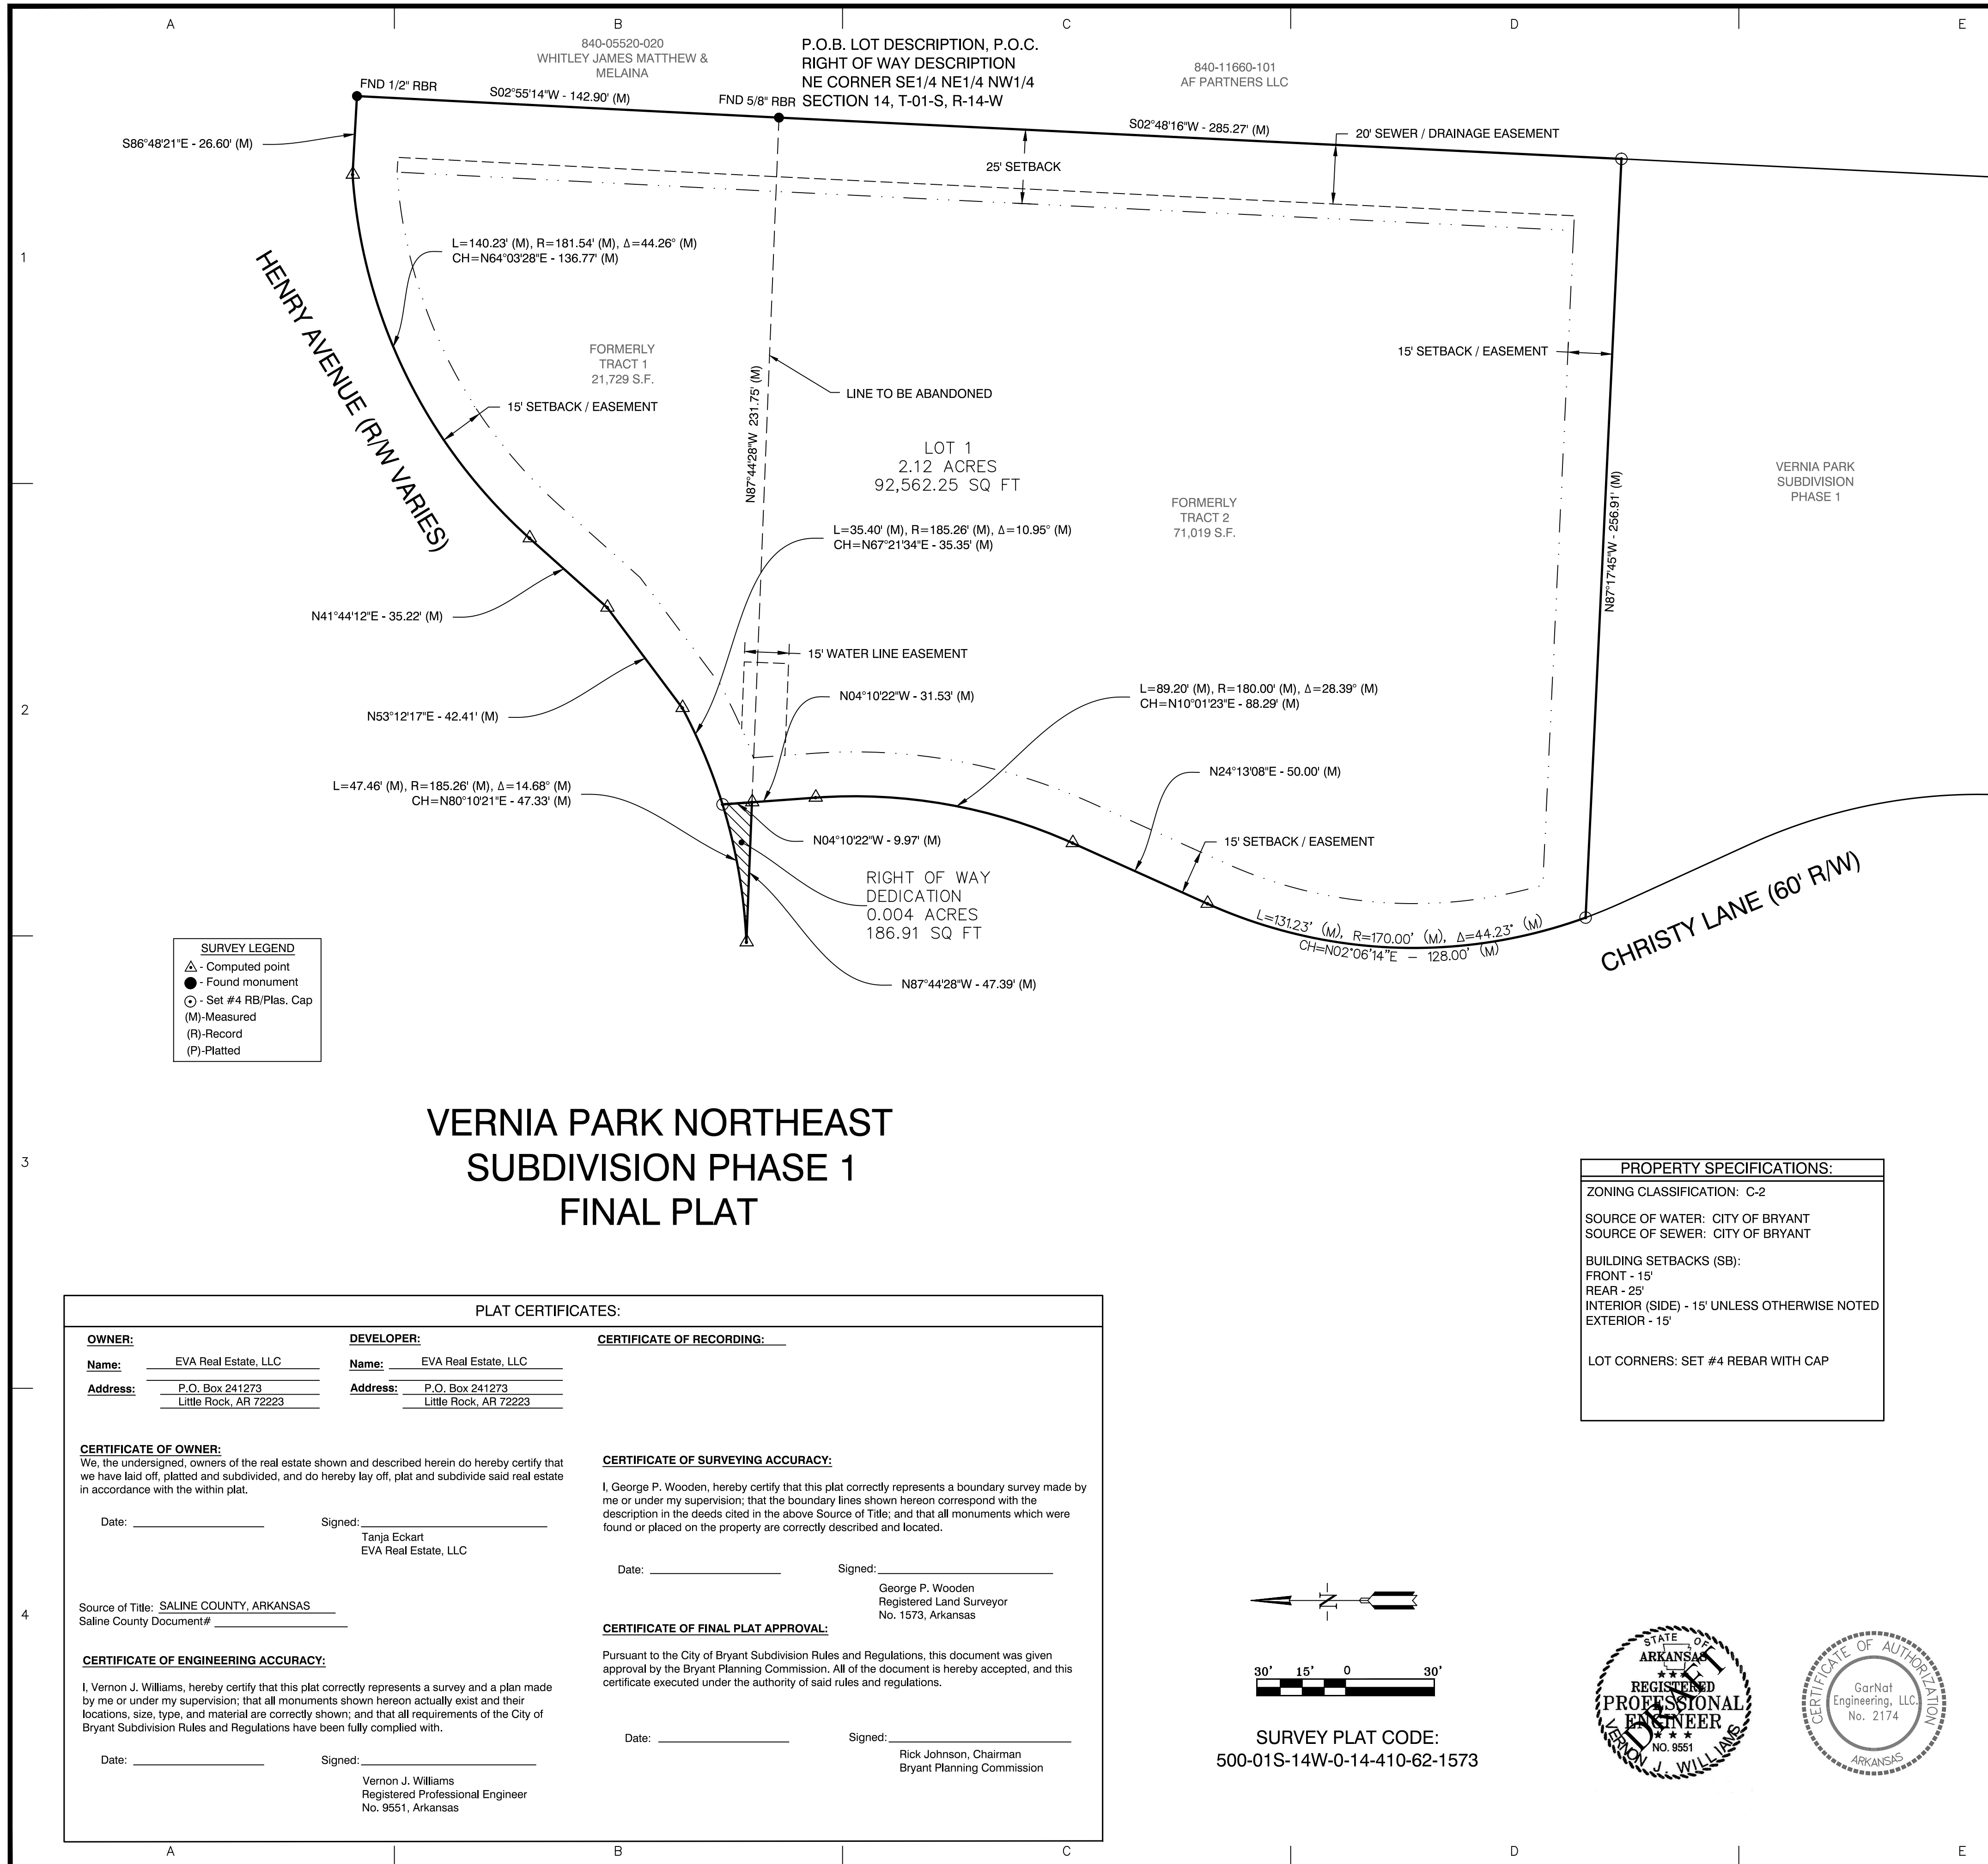 A
B
C
D
E
840-05520-020
WHITLEY JAMES MATTHEW &
MELAINA
P.O.B. LOT DESCRIPTION, P.O.C.
RIGHT OF WAY DESCRIPTION
NE CORNER SE1/4 NE1/4 NW1/4
SECTION 14, T-01-S, R-14-W
840-11660-101
AF PARTNERS LLC
FND 1/2" RBR
S02°55'14"W - 142.90' (M)
FND 5/8" RBR
S02°48'16"W - 285.27' (M)
20' SEWER / DRAINAGE EASEMENT
S86°48'21"E - 26.60' (M)
25' SETBACK
1
L=140.23' (M), R=181.54' (M), Δ=44.26° (M)
CH=N64°03'28"E - 136.77' (M)
HENRY AVENUE (R/W VARIES)
FORMERLY
TRACT 1
21,729 S.F.
15' SETBACK / EASEMENT
N87°44'28"W 231.75' (M)
LINE TO BE ABANDONED
15' SETBACK / EASEMENT
LOT 1
2.12 ACRES
92,562.25 SQ FT
FORMERLY
TRACT 2
71,019 S.F.
N87°17'45"W - 256.91' (M)
VERNIA PARK
SUBDIVISION
PHASE 1
L=35.40' (M), R=185.26' (M), Δ=10.95° (M)
CH=N67°21'34"E - 35.35' (M)
N41°44'12"E - 35.22' (M)
15' WATER LINE EASEMENT
2
N53°12'17"E - 42.41' (M)
N04°10'22"W - 31.53' (M)
L=89.20' (M), R=180.00' (M), Δ=28.39° (M)
CH=N10°01'23"E - 88.29' (M)
N24°13'08"E - 50.00' (M)
L=47.46' (M), R=185.26' (M), Δ=14.68° (M)
CH=N80°10'21"E - 47.33' (M)
N04°10'22"W - 9.97' (M)
15' SETBACK / EASEMENT
RIGHT OF WAY
DEDICATION
0.004 ACRES
186.91 SQ FT
L=131.23' (M), R=170.00' (M), Δ=44.23° (M)
CH=N02°06'14"E - 128.00' (M)
CHRISTY LANE (60' R/W)
N87°44'28"W - 47.39' (M)
SURVEY LEGEND
- Computed point
- Found monument
- Set #4 RB/Plas. Cap
(M)-Measured
(R)-Record
(P)-Platted
3
VERNIA PARK NORTHEAST
SUBDIVISION PHASE 1
FINAL PLAT
PROPERTY SPECIFICATIONS:
ZONING CLASSIFICATION: C-2
SOURCE OF WATER: CITY OF BRYANT
SOURCE OF SEWER: CITY OF BRYANT
BUILDING SETBACKS (SB):
FRONT - 15'
REAR - 25'
INTERIOR (SIDE) - 15' UNLESS OTHERWISE NOTED
EXTERIOR - 15'
LOT CORNERS: SET #4 REBAR WITH CAP
PLAT CERTIFICATES:
OWNER:
Name: EVA Real Estate, LLC
Address: P.O. Box 241273
Little Rock, AR 72223
DEVELOPER:
Name: EVA Real Estate, LLC
Address: P.O. Box 241273
Little Rock, AR 72223
CERTIFICATE OF RECORDING:
CERTIFICATE OF OWNER:
We, the undersigned, owners of the real estate shown and described herein do hereby certify that
we have laid off, platted and subdivided, and do hereby lay off, plat and subdivide said real estate
in accordance with the within plat.
Date:
Signed:
Tanja Eckart
EVA Real Estate, LLC
Source of Title: SALINE COUNTY, ARKANSAS
Saline County Document#
CERTIFICATE OF ENGINEERING ACCURACY:
I, Vernon J. Williams, hereby certify that this plat correctly represents a survey and a plan made
by me or under my supervision; that all monuments shown hereon actually exist and their
locations, size, type, and material are correctly shown; and that all requirements of the City of
Bryant Subdivision Rules and Regulations have been fully complied with.
Date:
Signed:
Vernon J. Williams
Registered Professional Engineer
No. 9551, Arkansas
CERTIFICATE OF SURVEYING ACCURACY:
I, George P. Wooden, hereby certify that this plat correctly represents a boundary survey made by
me or under my supervision; that the boundary lines shown hereon correspond with the
description in the deeds cited in the above Source of Title; and that all monuments which were
found or placed on the property are correctly described and located.
Date:
Signed:
George P. Wooden
Registered Land Surveyor
No. 1573, Arkansas
CERTIFICATE OF FINAL PLAT APPROVAL:
Pursuant to the City of Bryant Subdivision Rules and Regulations, this document was given
approval by the Bryant Planning Commission. All of the document is hereby accepted, and this
certificate executed under the authority of said rules and regulations.
Date:
Signed:
Rick Johnson, Chairman
Bryant Planning Commission
4
N
30' 15' 0 30'
SURVEY PLAT CODE:
500-01S-14W-0-14-410-62-1573
STATE OF
ARKANSAS
REGISTERED
PROFESSIONAL
ENGINEER
NO. 9551
VERNON J. WILLIAMS
DRAFT
CERTIFICATE OF AUTHORIZATION
GarNat
Engineering, LLC.
No. 2174
ARKANSAS
A
B
C
D
E